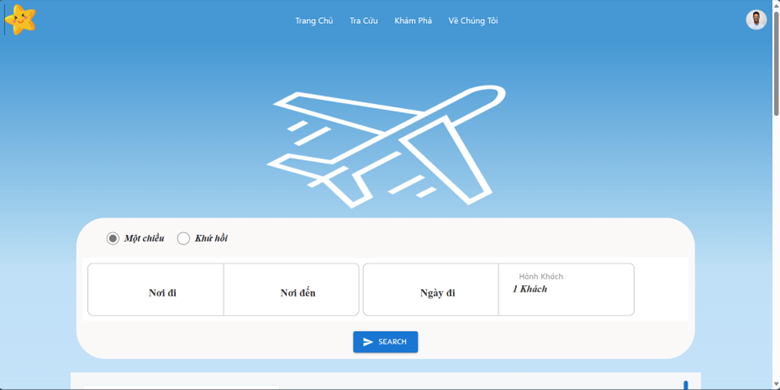 Trang Chủ Tra Cứu Khám Phá Về Chúng Tôi
Một chiều Khứ hồi
Nơi đi Nơi đến Ngày đi Hành Khách
1 Khách
SEARCH